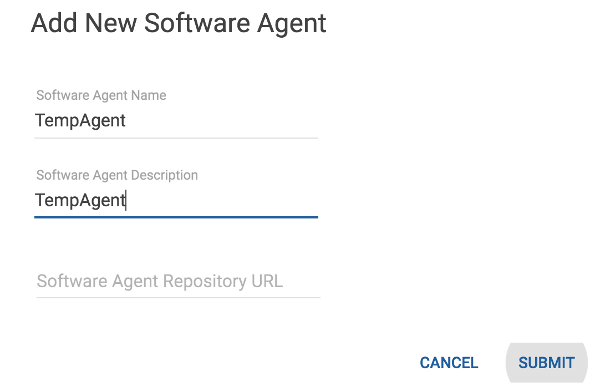 Add New Software Agent
Software Agent Name
TempAgent
Software Agent Description
TempAgent
Software Agent Repository URL
CANCEL SUBMIT